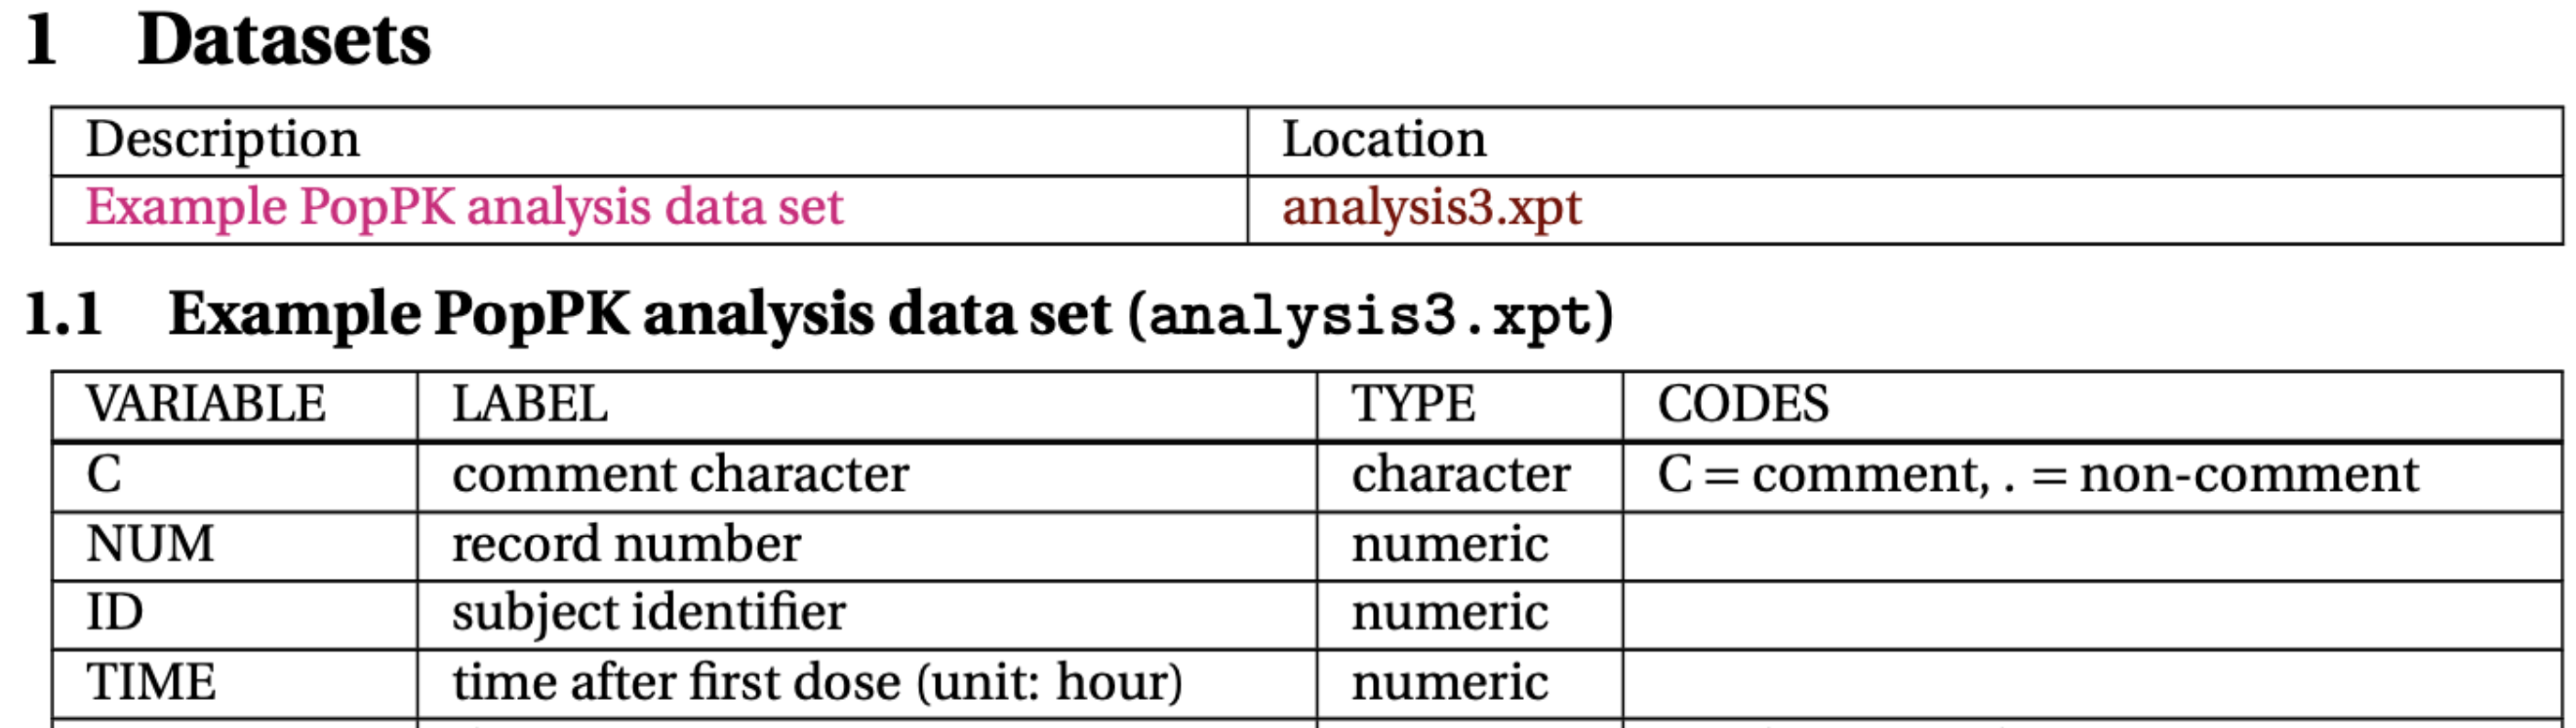 1 Datasets
Description Location
Example PopPK analysis data set analysis3.xpt
1.1 Example PopPK analysis data set (analysis3.xpt)
VARIABLE LABEL TYPE CODES
C comment character character C = comment, . = non-comment
NUM record number numeric
ID subject identifier numeric
TIME time after first dose (unit: hour) numeric